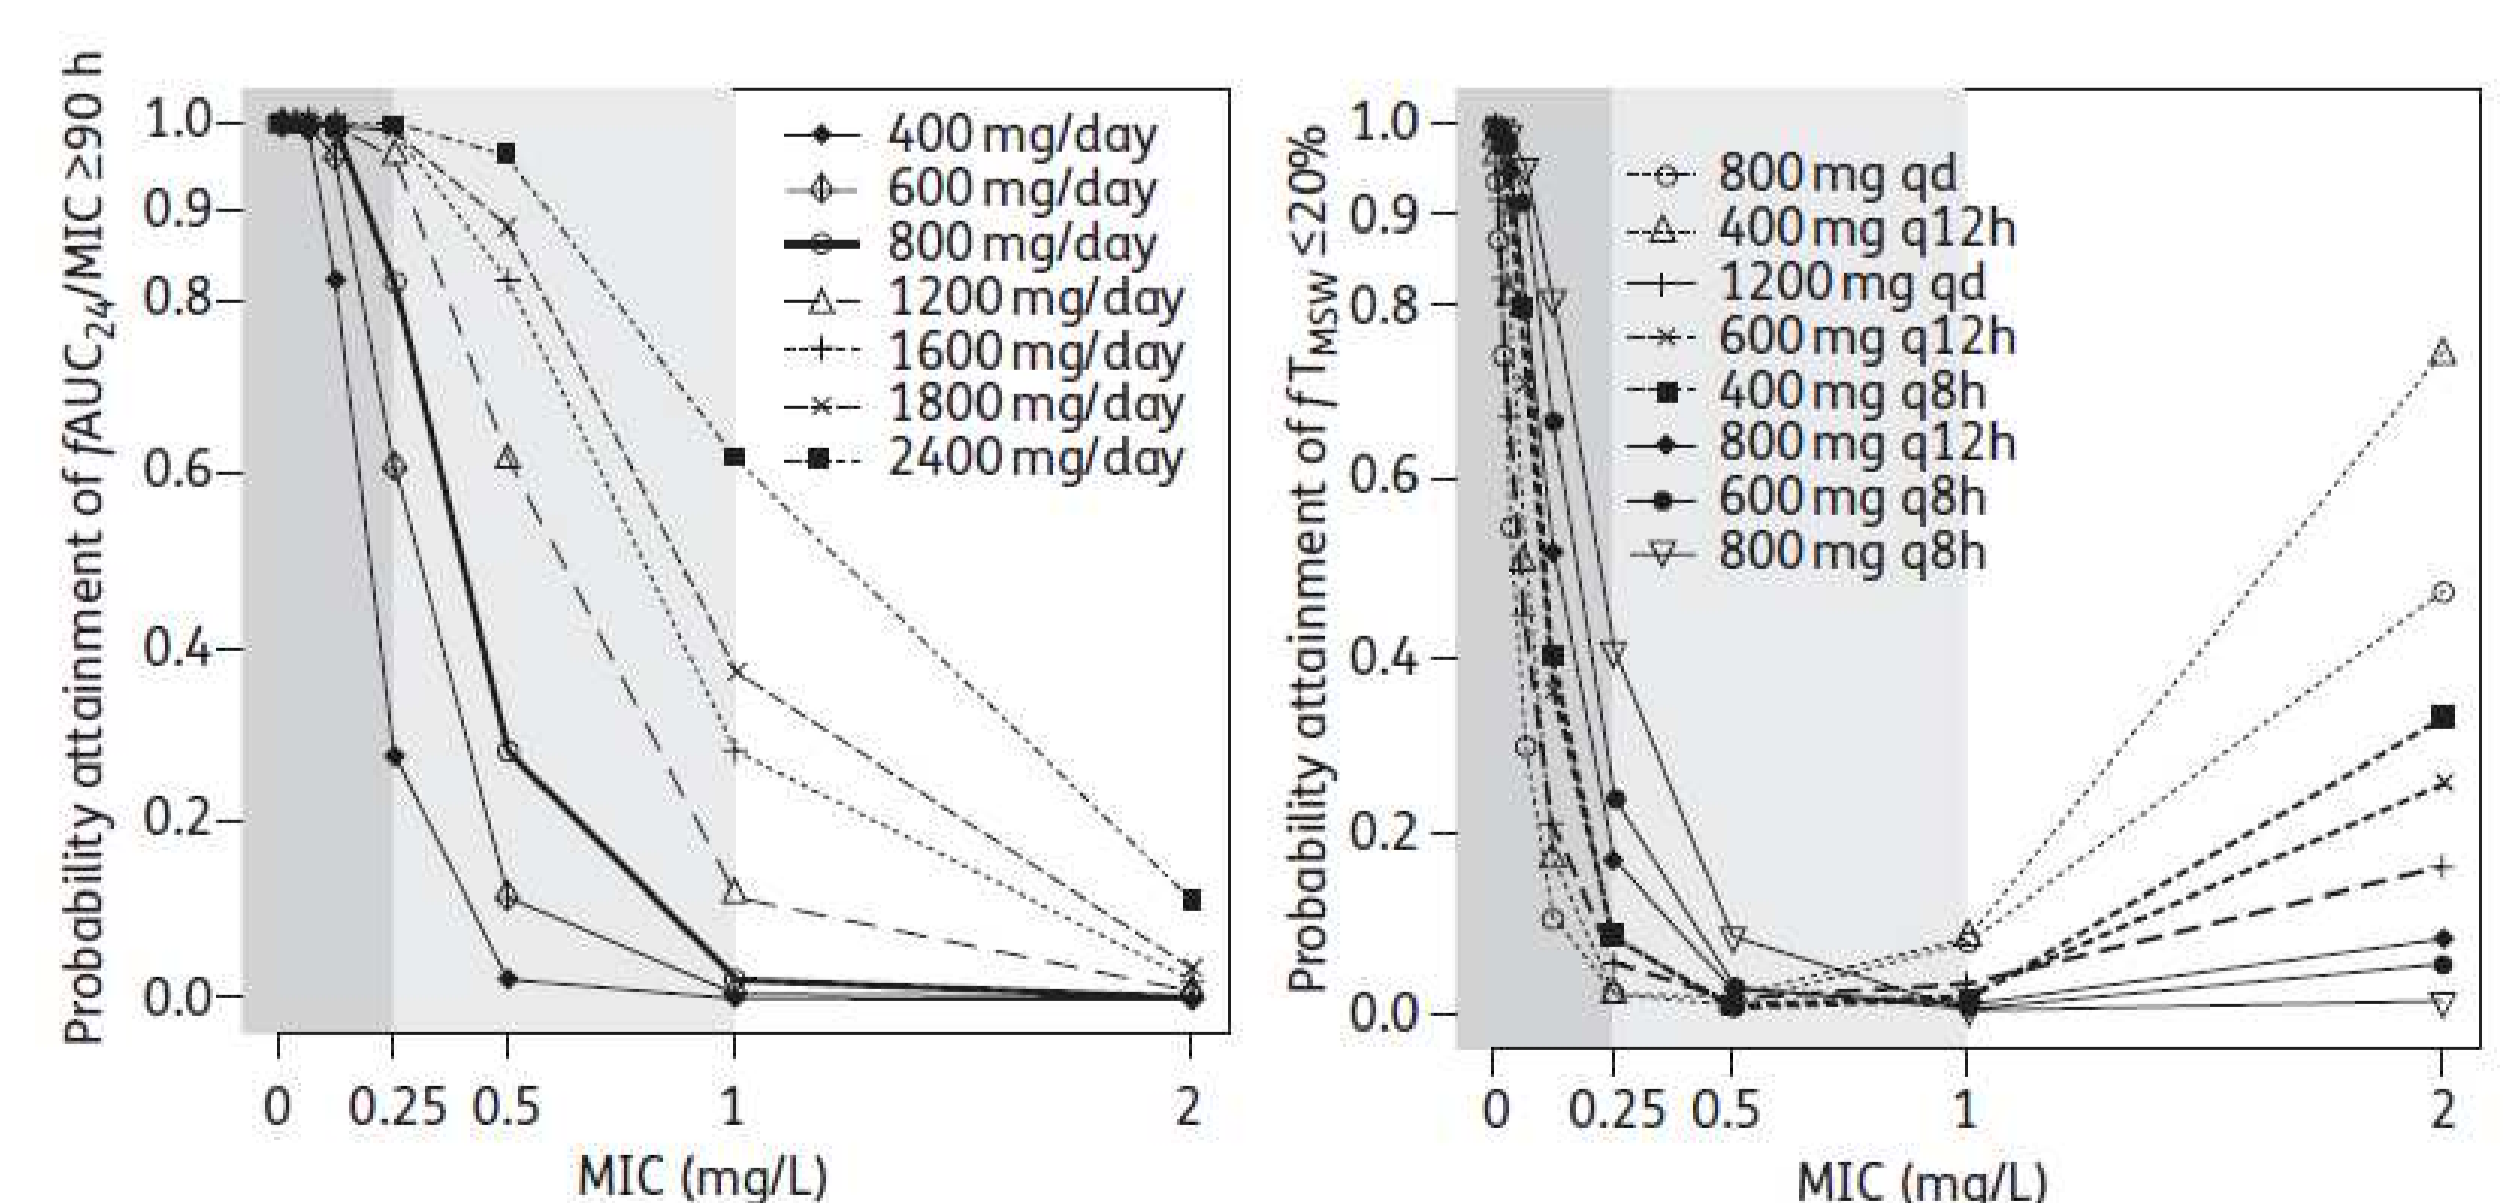 Probability attainment of fAUC24/MIC ≥90 h
1.0
0.9
0.8
0.6
0.4
0.2
0.0
400 mg/day
600 mg/day
800 mg/day
1200 mg/day
1600 mg/day
1800 mg/day
2400 mg/day
0 0.25 0.5 1 2
MIC (mg/L)
Probability attainment of f TMSW ≤20%
1.0
0.9
0.8
0.6
0.4
0.2
0.0
800 mg qd
400 mg q12h
1200 mg qd
600 mg q12h
400 mg q8h
800 mg q12h
600 mg q8h
800 mg q8h
0 0.25 0.5 1 2
MIC (mg/L)